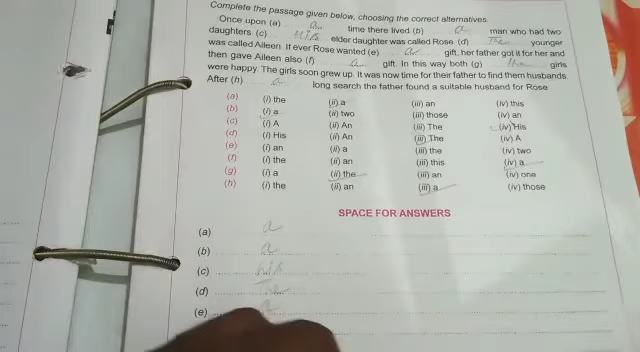 Complete the passage given below, choosing the correct alternatives.
Once upon (a) a time there lived (b) a man who had two
daughters (c) His elder daughter was called Rose. (d) The younger
was called Aileen. If ever Rose wanted (e) a gift, her father got it for her and
then gave Aileen also (f) a gift. In this way both (g) the girls
were happy. The girls soon grew up. It was now time for their father to find them husbands.
After (h) a long search the father found a suitable husband for Rose.
(a) (i) the (ii) a (iii) an (iv) this
(b) (i) a (ii) two (iii) those (iv) an
(c) (i) A (ii) An (iii) The (iv) His
(d) (i) His (ii) An (iii) The (iv) A
(e) (i) an (ii) a (iii) the (iv) two
(f) (i) the (ii) an (iii) this (iv) a
(g) (i) a (ii) the (iii) an (iv) one
(h) (i) the (ii) an (iii) a (iv) those
SPACE FOR ANSWERS
(a) a
(b) a
(c) his
(d) The
(e) a